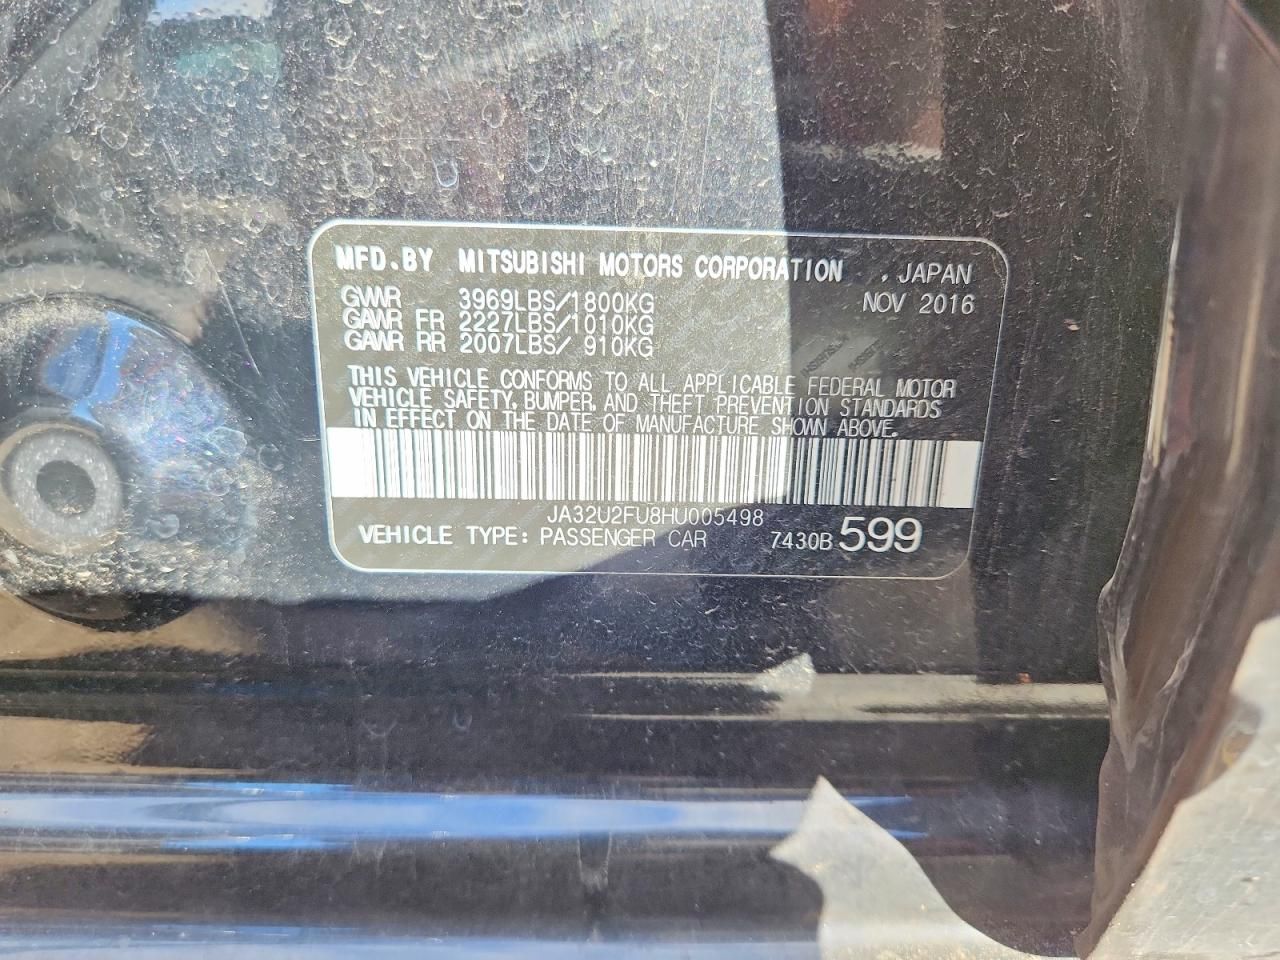 MFD.BY MITSUBISHI MOTORS CORPORATION , JAPAN
GVWR 3969LBS/1800KG NOV 2016
GAWR FR 2227LBS/1010KG
GAWR RR 2007LBS/ 910KG
THIS VEHICLE CONFORMS TO ALL APPLICABLE FEDERAL MOTOR
VEHICLE SAFETY, BUMPER, AND THEFT PREVENTION STANDARDS
IN EFFECT ON THE DATE OF MANUFACTURE SHOWN ABOVE.
JA32U2FU8HU005498
VEHICLE TYPE: PASSENGER CAR 7430B 599